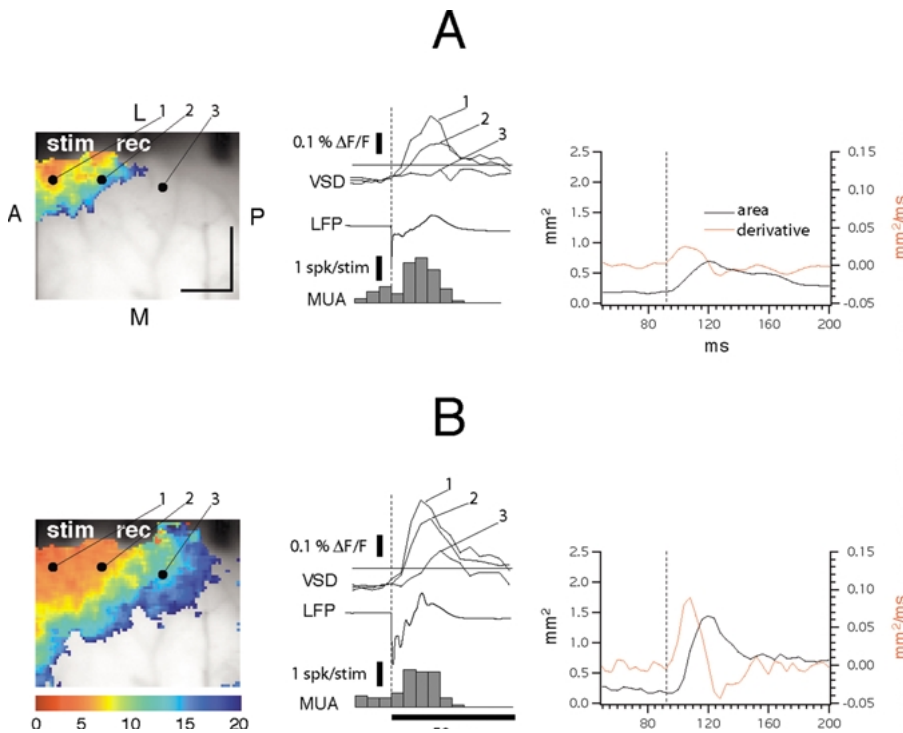 A
L
1 2 3
stim rec
A
P
M
0.1 % ΔF/F
VSD
LFP
1 spk/stim
MUA
1
2
3
2.5
2.0
1.5
1.0
0.5
0.0
mm²
area
derivative
0.15
0.10
0.05
0.00
-0.05
mm²/ms
80 120 160 200
ms
B
1 2 3
stim rec
0 5 10 15 20
0.1 % ΔF/F
VSD
LFP
1 spk/stim
MUA
1
2
3
2.5
2.0
1.5
1.0
0.5
0.0
mm²
0.15
0.10
0.05
0.00
-0.05
mm²/ms
80 120 160 200